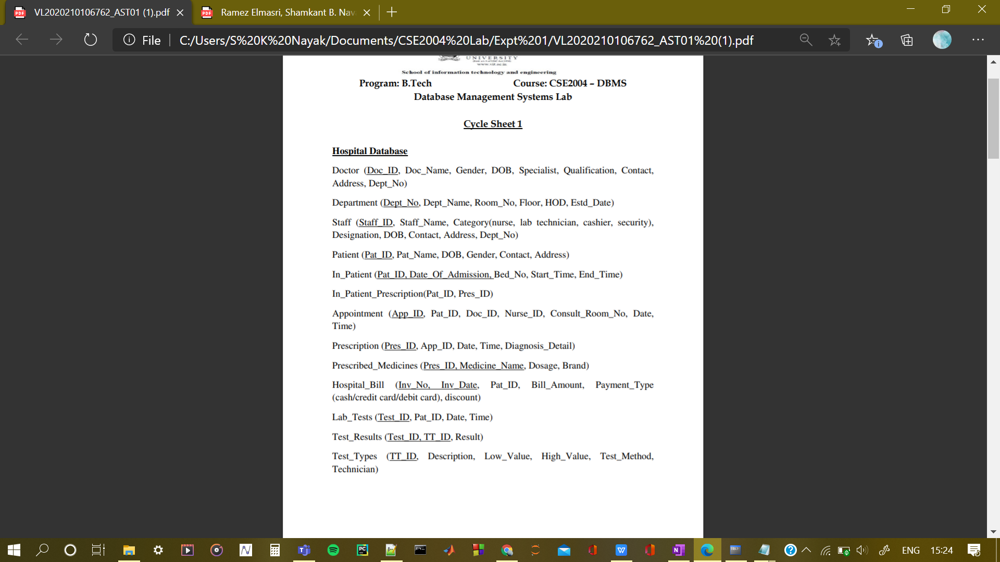 VL2020210106762_AST01 (1).pdf
Ramez Elmasri, Shamkant B. Nav
File
C:/Users/S%20K%20Nayak/Documents/CSE2004%20Lab/Expt%201/VL2020210106762_AST01%20(1).pdf
UNIVERSITY
www.vit.ac.in
School of information technology and engineering
Program: B.Tech Course: CSE2004 – DBMS
Database Management Systems Lab
Cycle Sheet 1
Hospital Database
Doctor (Doc_ID, Doc_Name, Gender, DOB, Specialist, Qualification, Contact,
Address, Dept_No)
Department (Dept_No, Dept_Name, Room_No, Floor, HOD, Estd_Date)
Staff (Staff_ID, Staff_Name, Category(nurse, lab technician, cashier, security),
Designation, DOB, Contact, Address, Dept_No)
Patient (Pat_ID, Pat_Name, DOB, Gender, Contact, Address)
In_Patient (Pat_ID, Date_Of_Admission, Bed_No, Start_Time, End_Time)
In_Patient_Prescription(Pat_ID, Pres_ID)
Appointment (App_ID, Pat_ID, Doc_ID, Nurse_ID, Consult_Room_No, Date,
Time)
Prescription (Pres_ID, App_ID, Date, Time, Diagnosis_Detail)
Prescribed_Medicines (Pres_ID, Medicine_Name, Dosage, Brand)
Hospital_Bill (Inv_No, Inv_Date, Pat_ID, Bill_Amount, Payment_Type
(cash/credit card/debit card), discount)
Lab_Tests (Test_ID, Pat_ID, Date, Time)
Test_Results (Test_ID, TT_ID, Result)
Test_Types (TT_ID, Description, Low_Value, High_Value, Test_Method,
Technician)
ENG 15:24